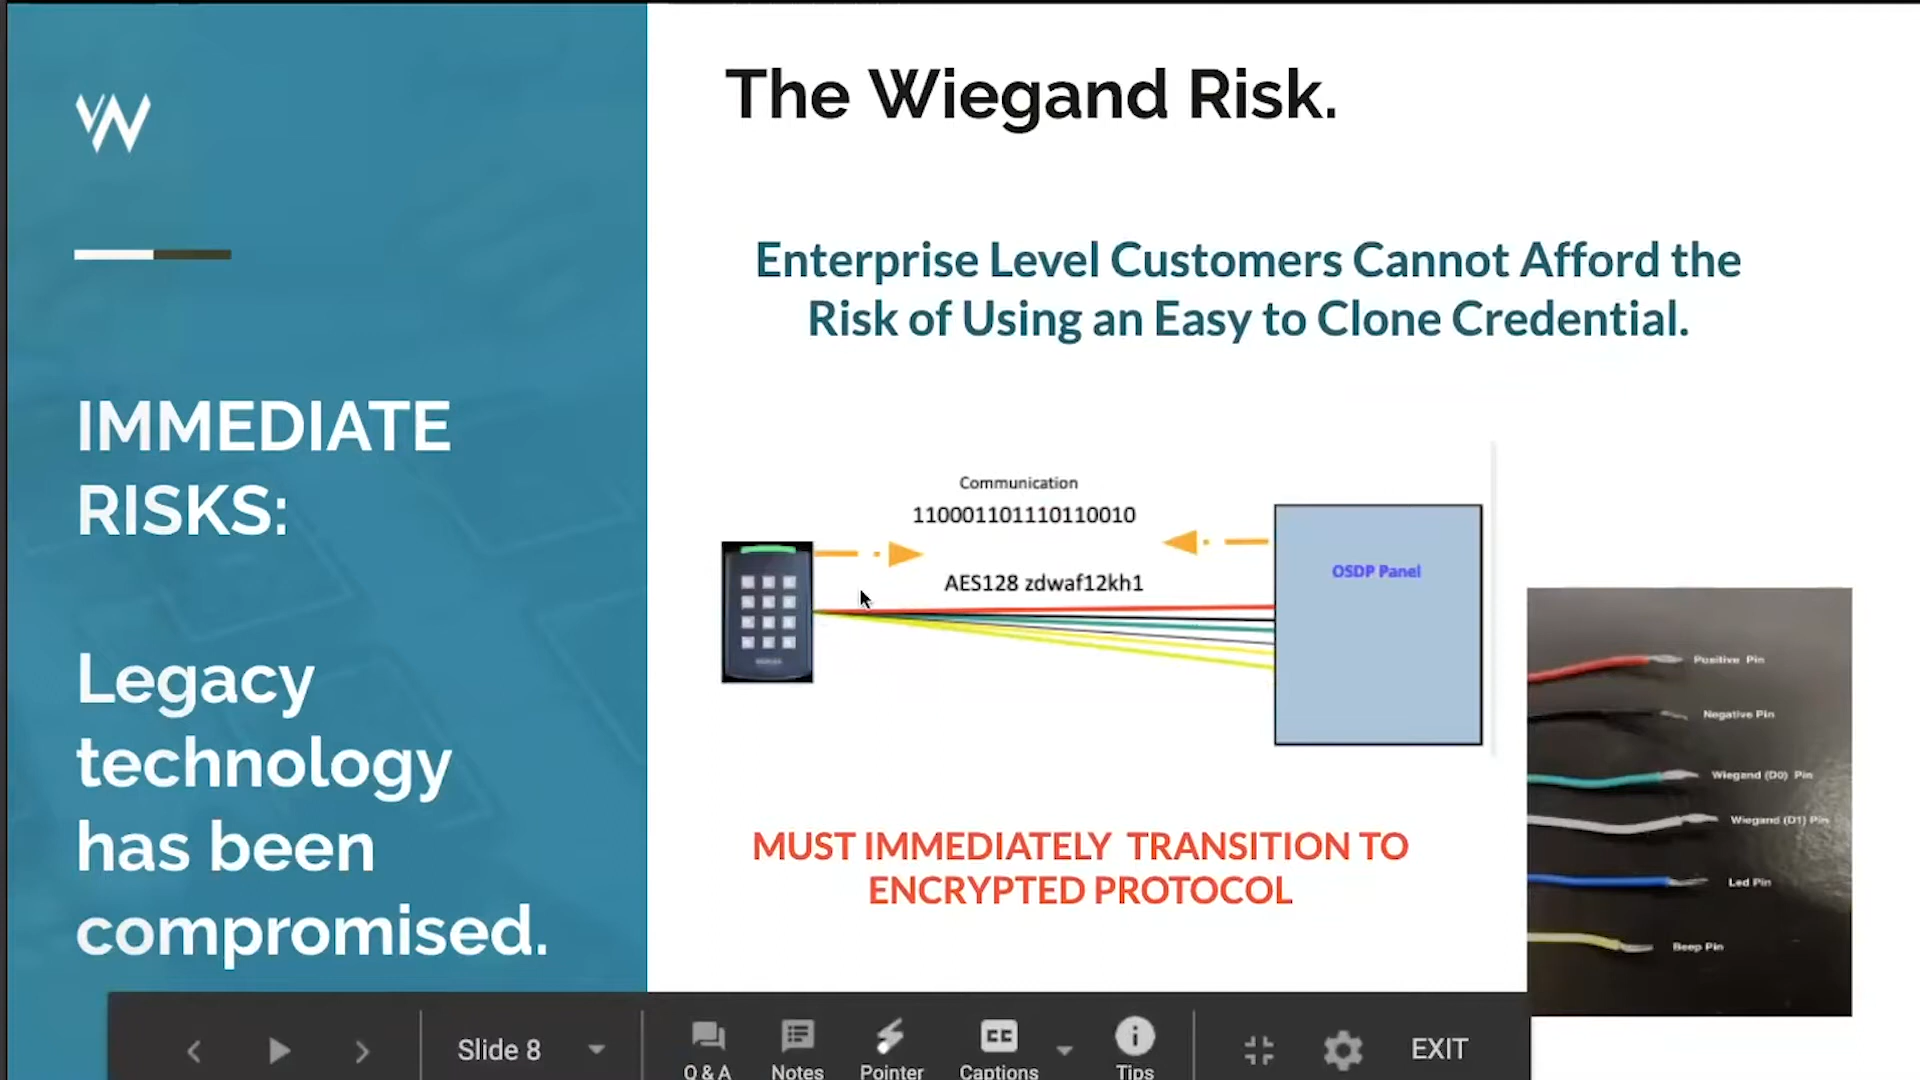 The Wiegand Risk.
Enterprise Level Customers Cannot Afford the
Risk of Using an Easy to Clone Credential.
IMMEDIATE
RISKS:
Legacy
technology
has been
compromised.
Communication
110001101110110010
AES128 zdwaf12kh1
OSDP Panel
MUST IMMEDIATELY TRANSITION TO
ENCRYPTED PROTOCOL
Positive Pin
Negative Pin
Wiegand (D0) Pin
Wiegand (D1) Pin
Led Pin
Beep Pin
Slide 8
Q & A
Notes
Pointer
CC
Captions
Tips
EXIT